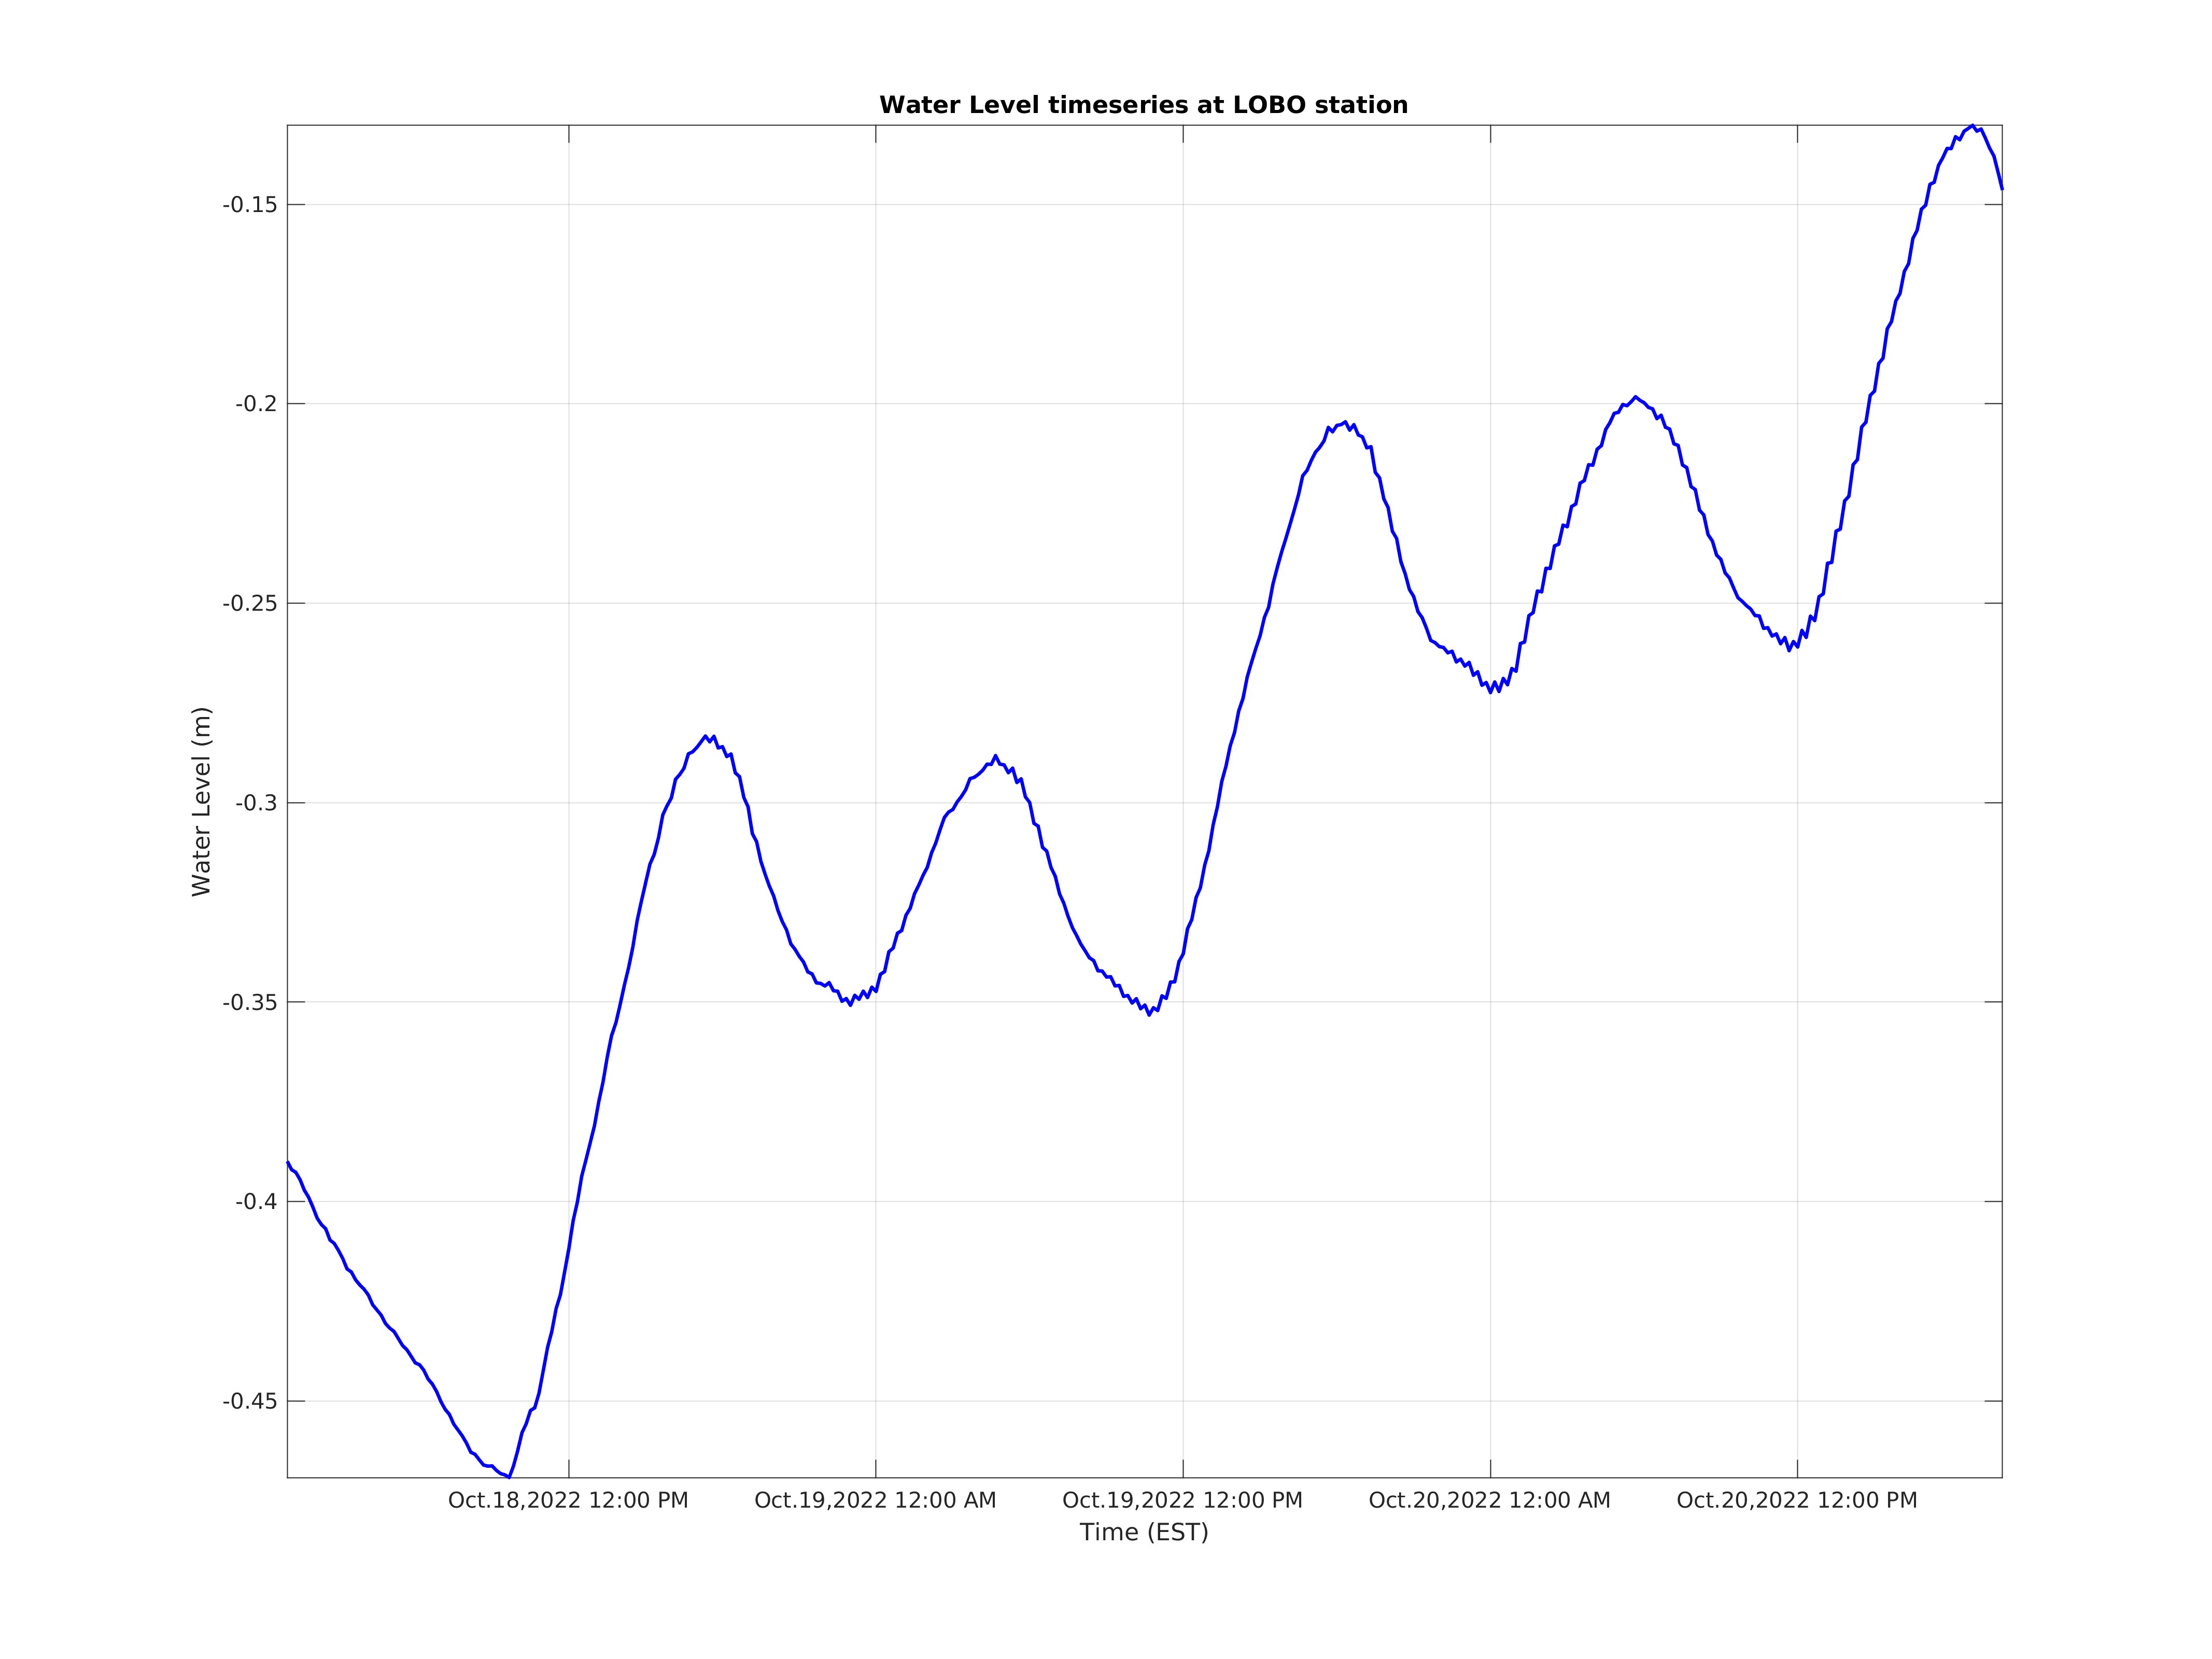 Water Level timeseries at LOBO station
-0.15
-0.2
-0.25
-0.3
-0.35
-0.4
-0.45
Water Level (m)
Oct.18,2022 12:00 PM Oct.19,2022 12:00 AM Oct.19,2022 12:00 PM Oct.20,2022 12:00 AM Oct.20,2022 12:00 PM
Time (EST)